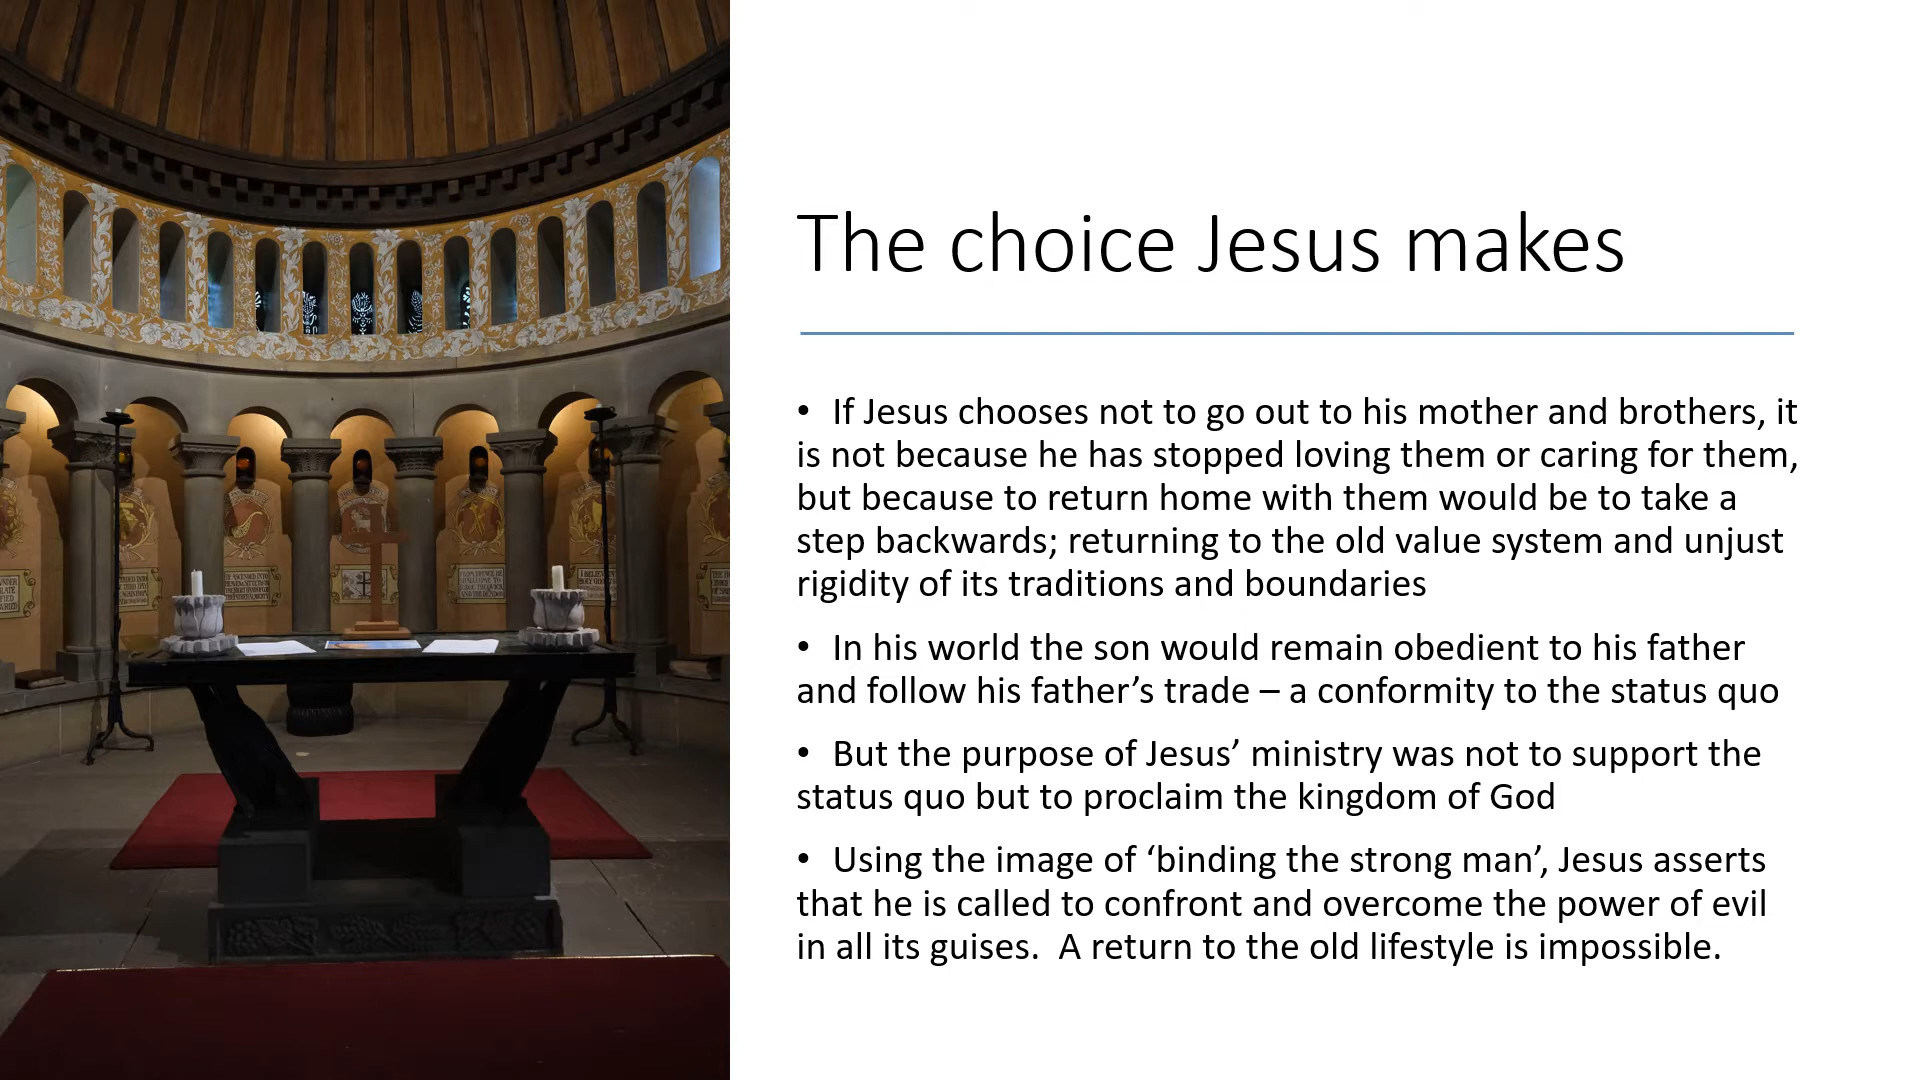 The choice Jesus makes
• If Jesus chooses not to go out to his mother and brothers, it
is not because he has stopped loving them or caring for them,
but because to return home with them would be to take a
step backwards; returning to the old value system and unjust
rigidity of its traditions and boundaries
• In his world the son would remain obedient to his father
and follow his father’s trade – a conformity to the status quo
• But the purpose of Jesus’ ministry was not to support the
status quo but to proclaim the kingdom of God
• Using the image of ‘binding the strong man’, Jesus asserts
that he is called to confront and overcome the power of evil
in all its guises.  A return to the old lifestyle is impossible.